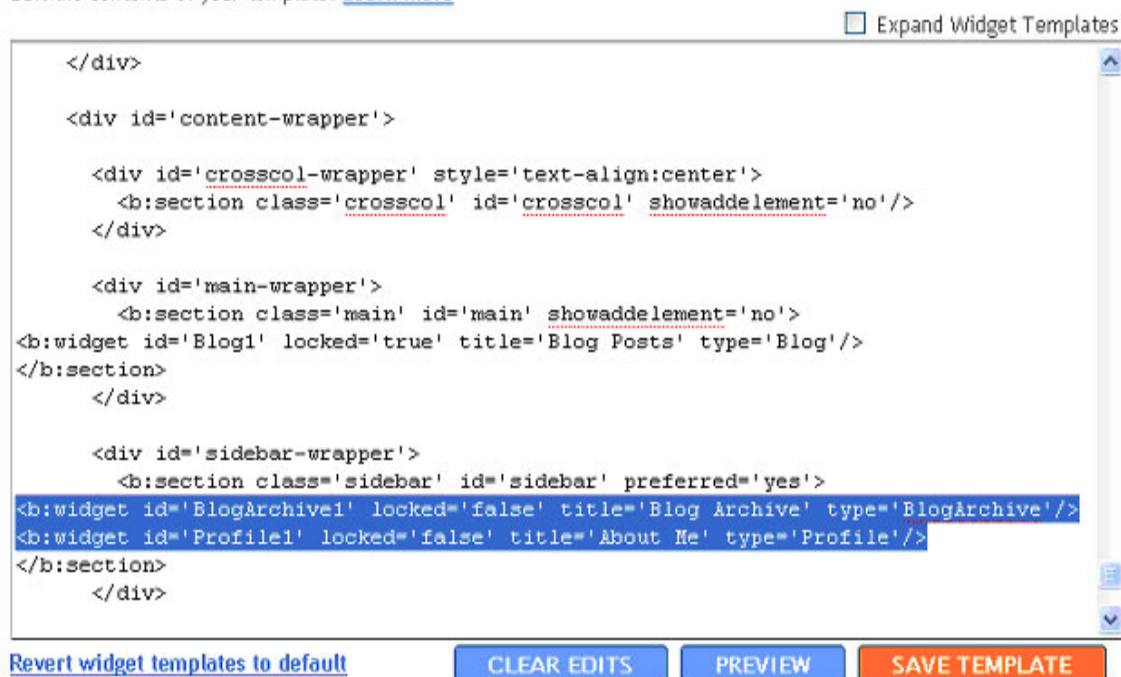 Expand Widget Templates
</div>
<div id='content-wrapper'>
<div id='crosscol-wrapper' style='text-align:center'>
<b:section class='crosscol' id='crosscol' showaddelement='no'/>
</div>
<div id='main-wrapper'>
<b:section class='main' id='main' showaddelement='no'>
<b:widget id='Blog1' locked='true' title='Blog Posts' type='Blog'/>
</b:section>
</div>
<div id='sidebar-wrapper'>
<b:section class='sidebar' id='sidebar' preferred='yes'>
<b:widget id='BlogArchive1' locked='false' title='Blog Archive' type='BlogArchive'/>
<b:widget id='Profile1' locked='false' title='About Me' type='Profile'/>
</b:section>
</div>
Revert widget templates to default
CLEAR EDITS
PREVIEW
SAVE TEMPLATE